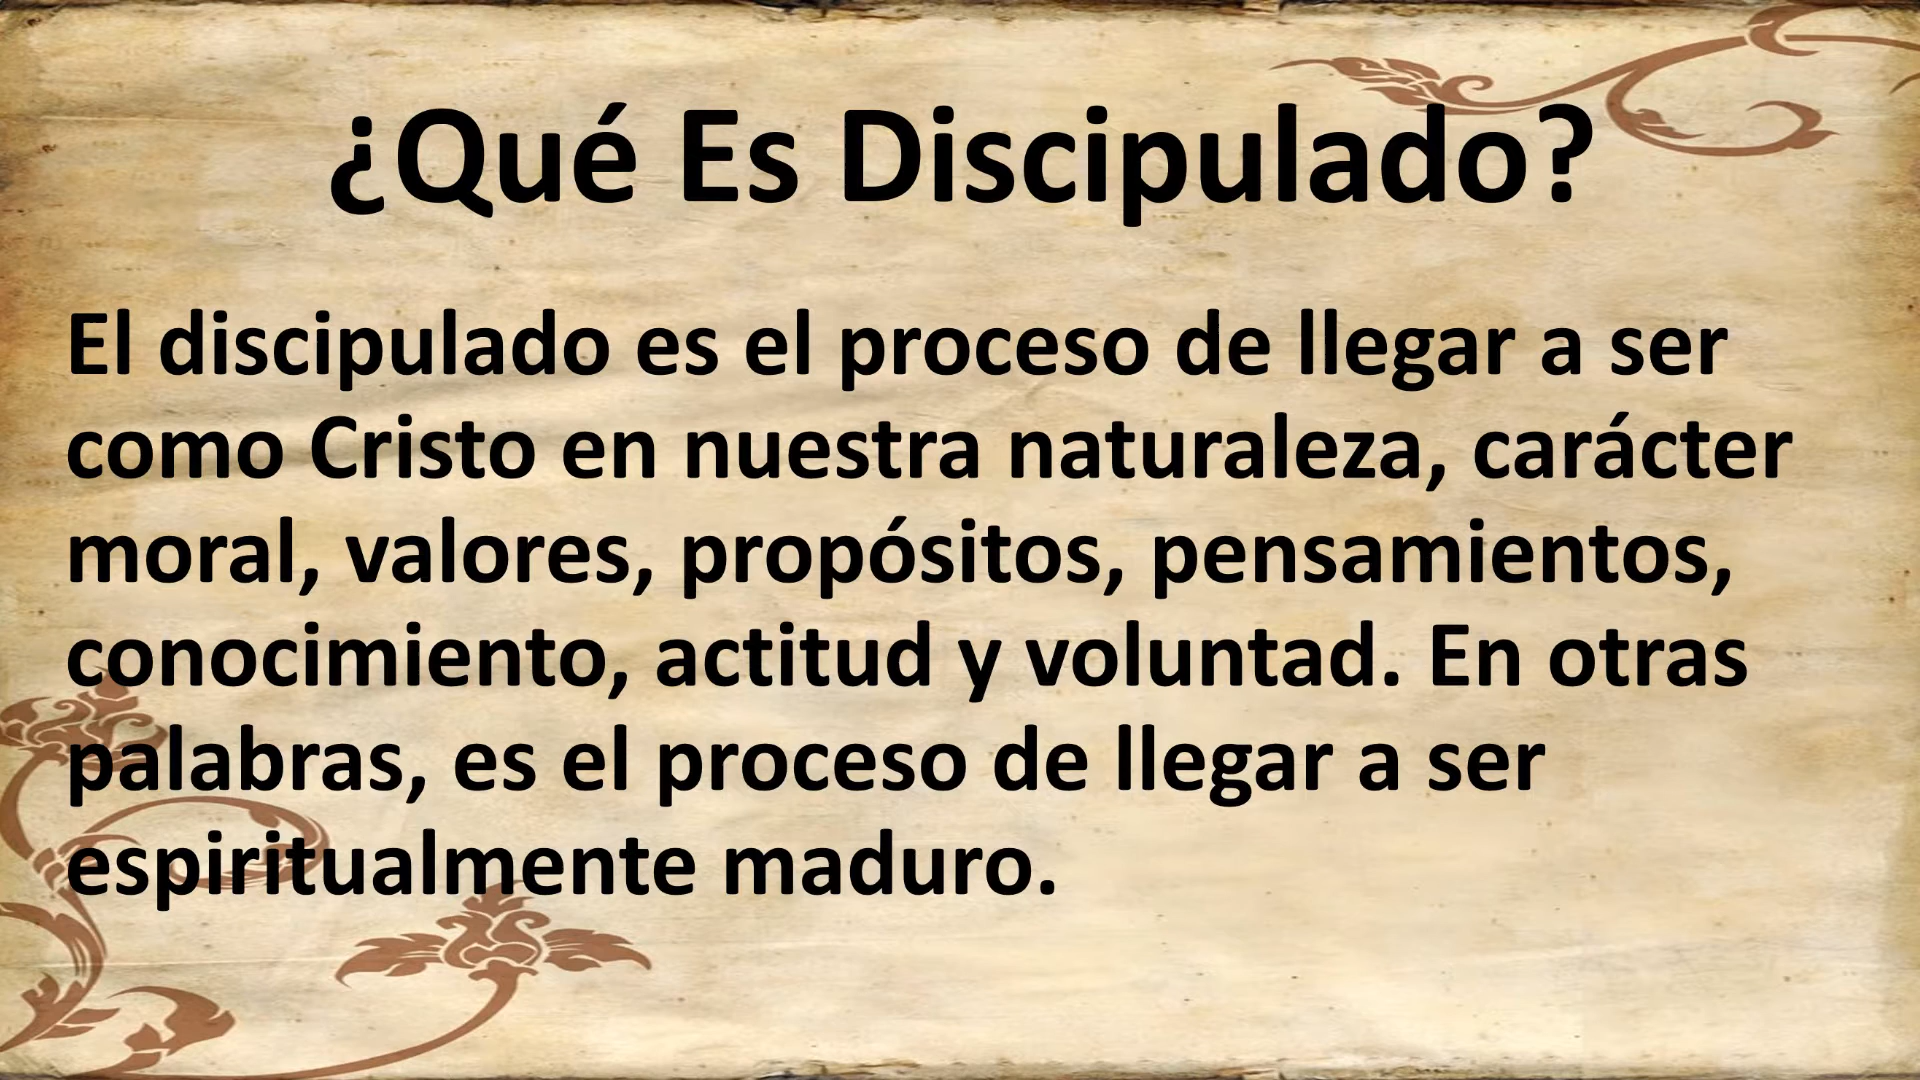 ¿Qué Es Discipulado?
El discipulado es el proceso de llegar a ser
como Cristo en nuestra naturaleza, carácter
moral, valores, propósitos, pensamientos,
conocimiento, actitud y voluntad. En otras
palabras, es el proceso de llegar a ser
espiritualmente maduro.